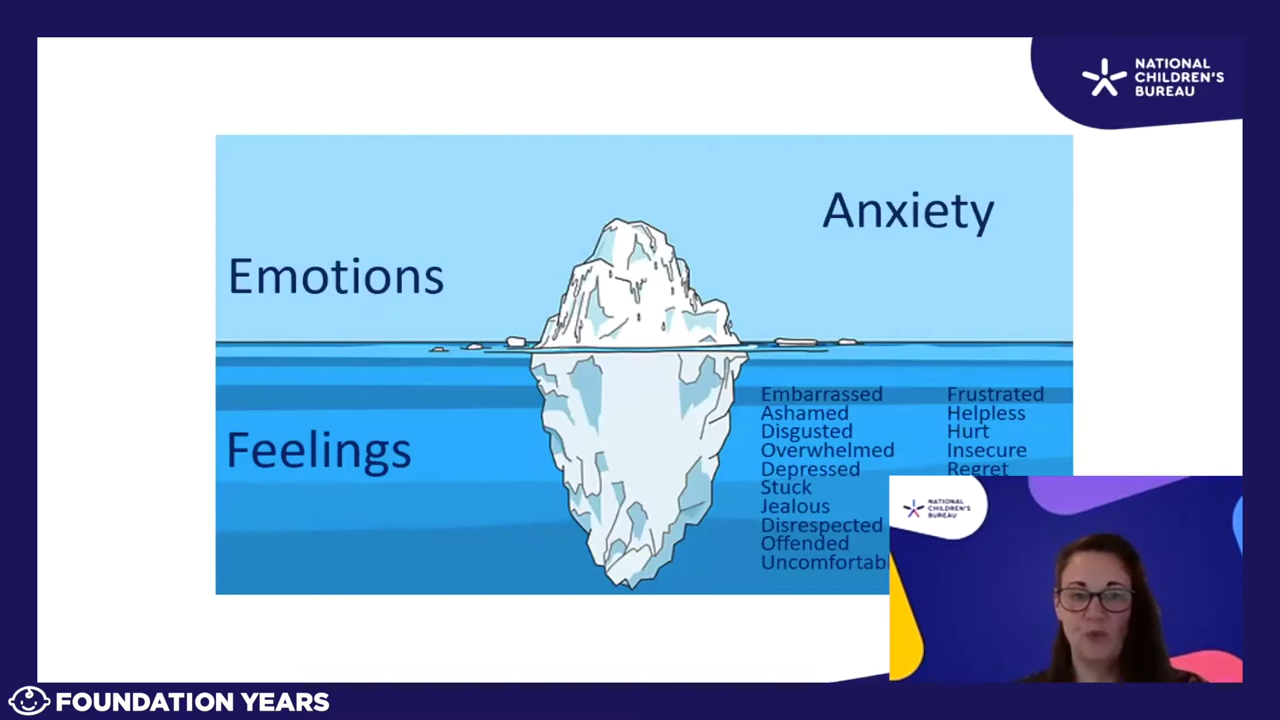 NATIONAL
CHILDREN'S
BUREAU
Anxiety
Emotions
Feelings
Embarrassed
Ashamed
Disgusted
Overwhelmed
Depressed
Stuck
Jealous
Disrespected
Offended
Uncomfortab
Frustrated
Helpless
Hurt
Insecure
Regret
NATIONAL
CHILDREN'S
BUREAU
FOUNDATION YEARS